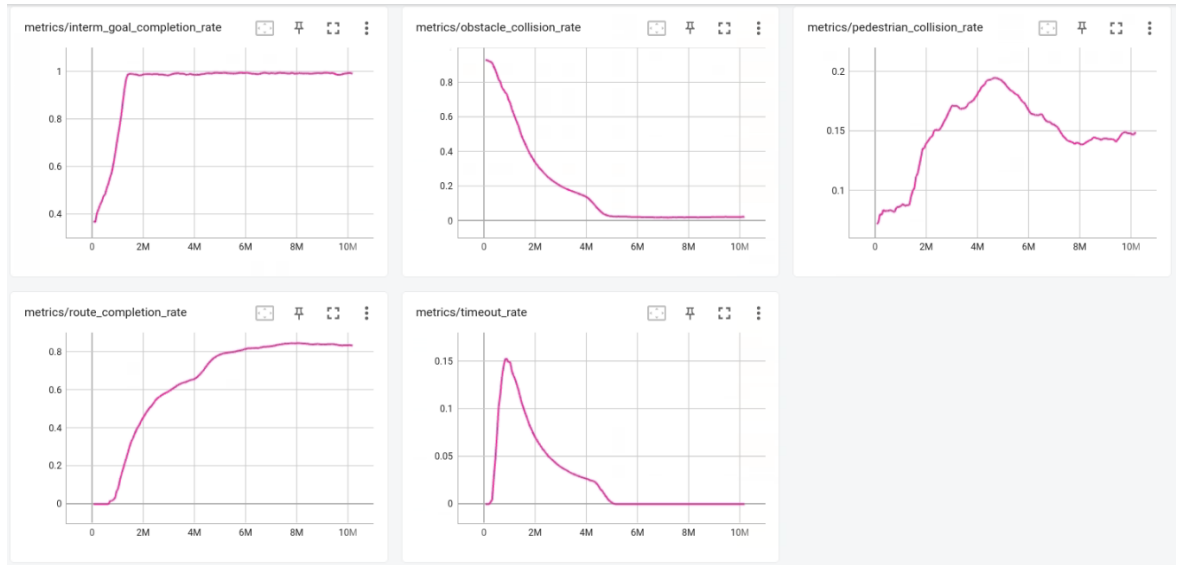 metrics/interm_goal_completion_rate
1
0.8
0.6
0.4
0 2M 4M 6M 8M 10M
metrics/obstacle_collision_rate
0.8
0.6
0.4
0.2
0
0 2M 4M 6M 8M 10M
metrics/pedestrian_collision_rate
0.2
0.15
0.1
0 2M 4M 6M 8M 10M
metrics/route_completion_rate
0.8
0.6
0.4
0.2
0
0 2M 4M 6M 8M 10M
metrics/timeout_rate
0.15
0.1
0.05
0
0 2M 4M 6M 8M 10M